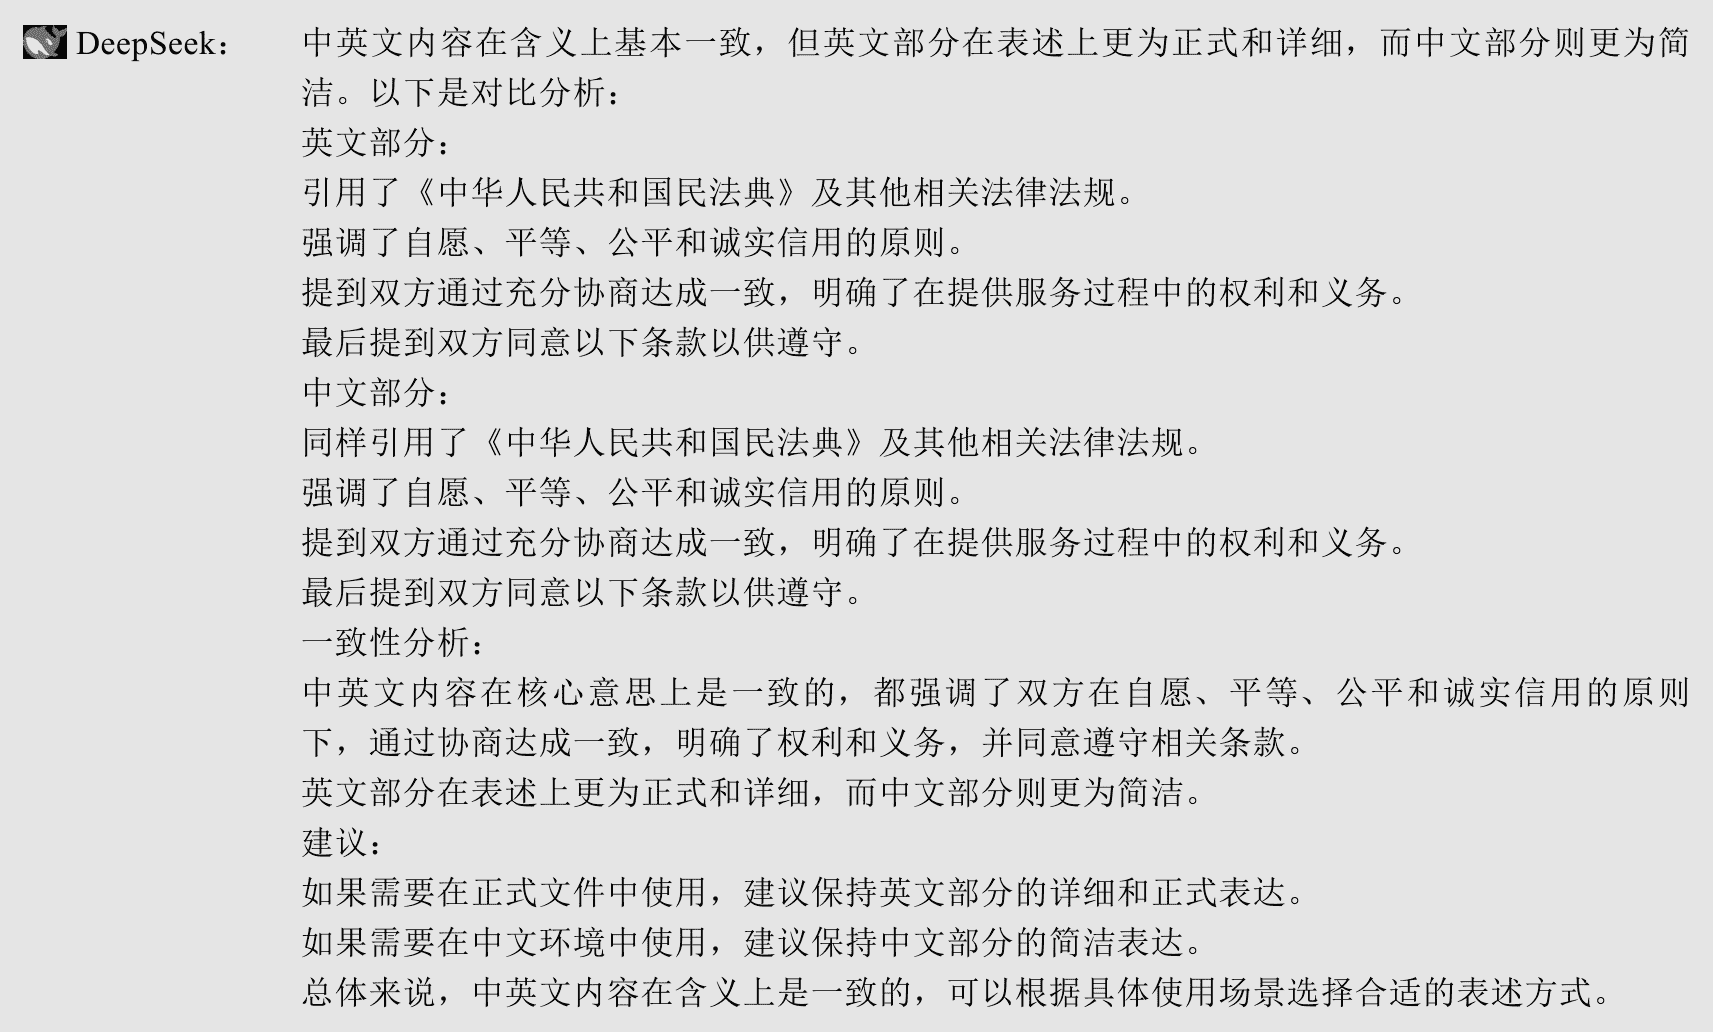 DeepSeek： 中英文内容在含义上基本一致，但英文部分在表述上更为正式和详细，而中文部分则更为简
洁。以下是对比分析：
英文部分：
引用了《中华人民共和国民法典》及其他相关法律法规。
强调了自愿、平等、公平和诚实信用的原则。
提到双方通过充分协商达成一致，明确了在提供服务过程中的权利和义务。
最后提到双方同意以下条款以供遵守。
中文部分：
同样引用了《中华人民共和国民法典》及其他相关法律法规。
强调了自愿、平等、公平和诚实信用的原则。
提到双方通过充分协商达成一致，明确了在提供服务过程中的权利和义务。
最后提到双方同意以下条款以供遵守。
一致性分析：
中英文内容在核心意思上是一致的，都强调了双方在自愿、平等、公平和诚实信用的原则
下，通过协商达成一致，明确了权利和义务，并同意遵守相关条款。
英文部分在表述上更为正式和详细，而中文部分则更为简洁。
建议：
如果需要在正式文件中使用，建议保持英文部分的详细和正式表达。
如果需要在中文环境中使用，建议保持中文部分的简洁表达。
总体来说，中英文内容在含义上是一致的，可以根据具体使用场景选择合适的表述方式。